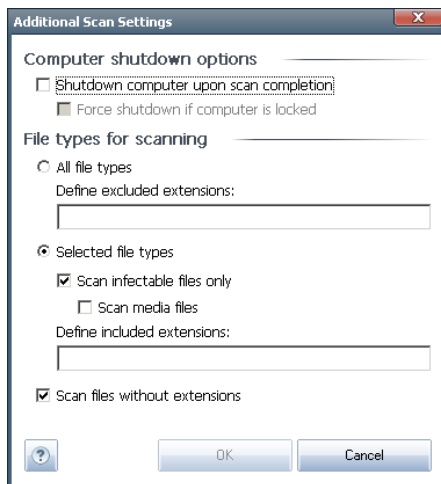 Additional Scan Settings
Computer shutdown options
Shutdown computer upon scan completion
Force shutdown if computer is locked
File types for scanning
All file types
Define excluded extensions:
Selected file types
Scan infectable files only
Scan media files
Define included extensions:
Scan files without extensions
? OK Cancel